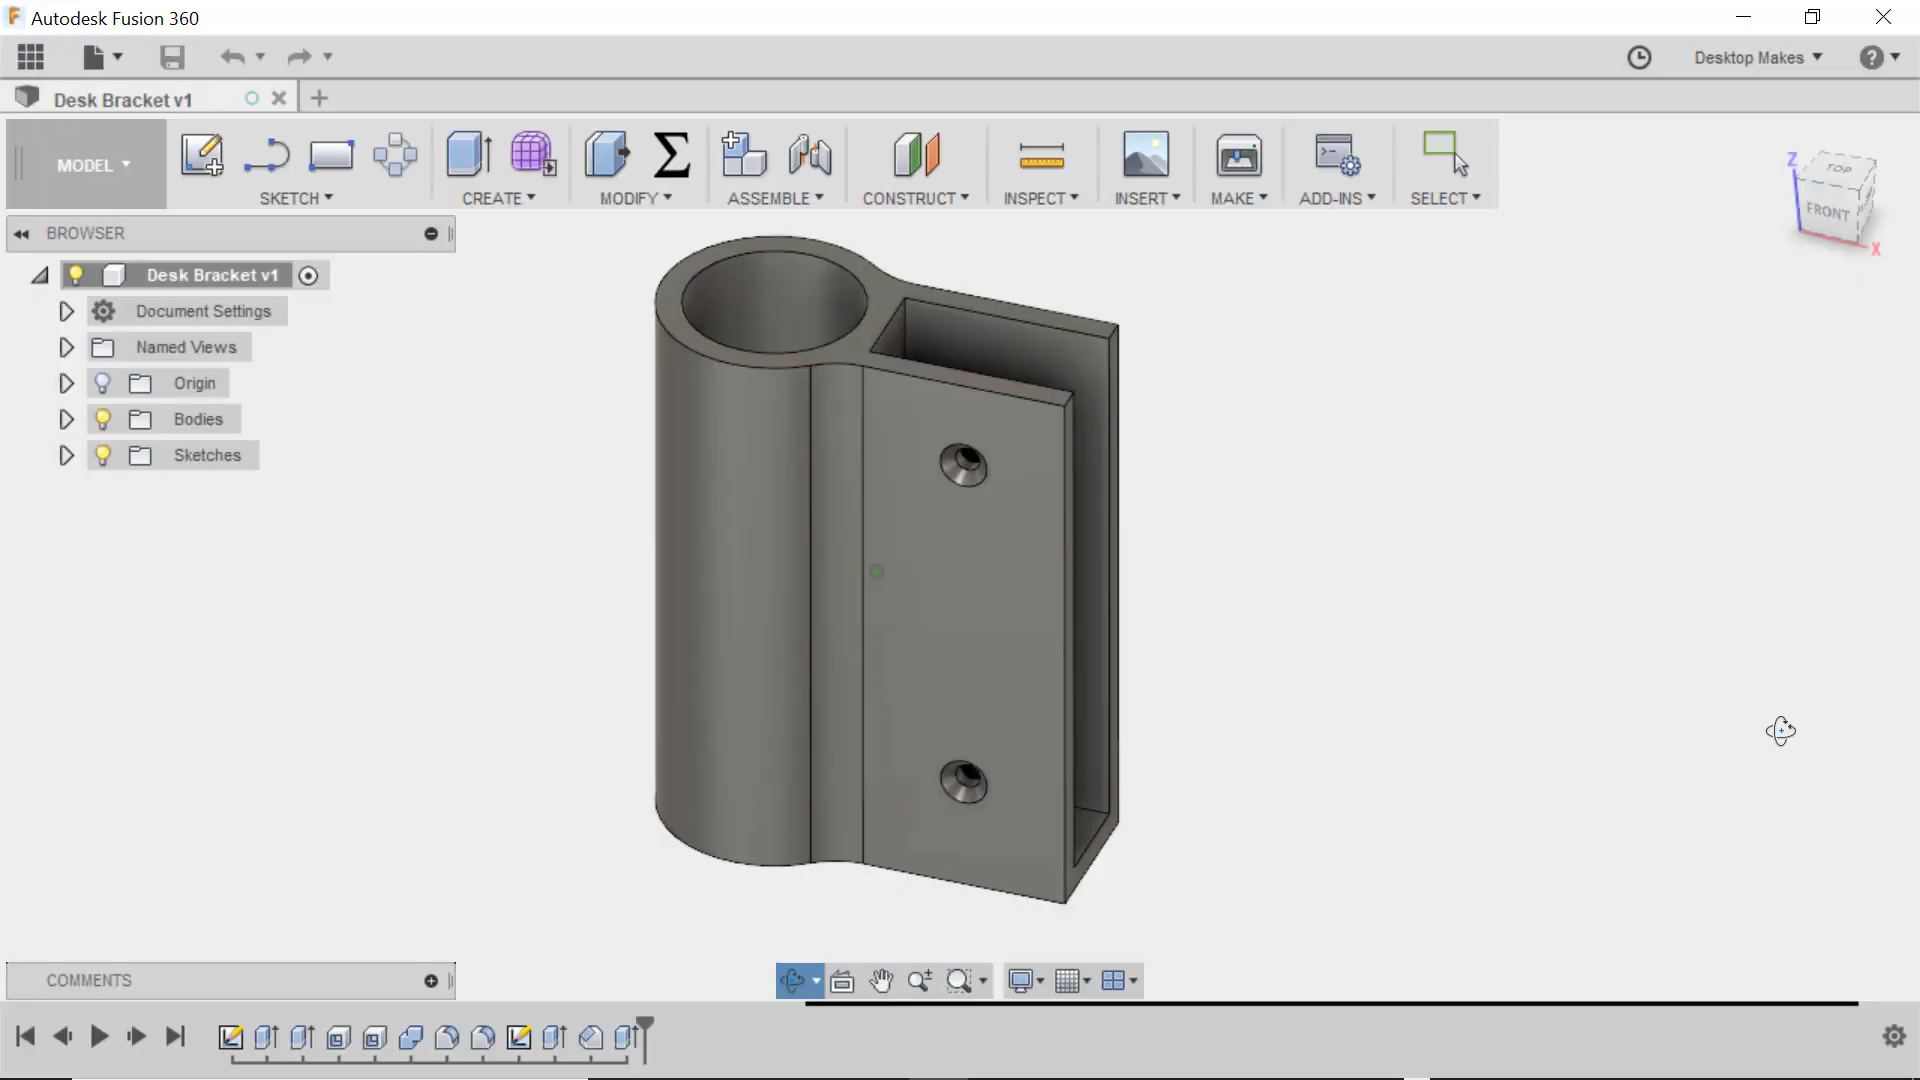 Autodesk Fusion 360
Desktop Makes
Desk Bracket v1
MODEL
SKETCH
CREATE
MODIFY
ASSEMBLE
CONSTRUCT
INSPECT
INSERT
MAKE
ADD-INS
SELECT
Z
TOP
FRONT
X
BROWSER
Desk Bracket v1
Document Settings
Named Views
Origin
Bodies
Sketches
COMMENTS